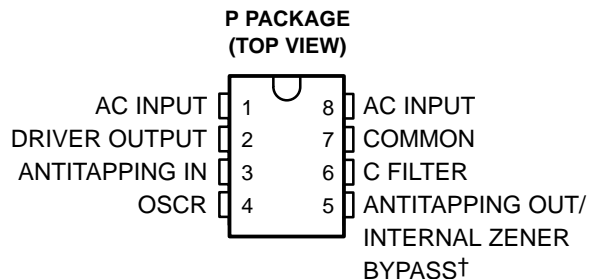 P PACKAGE
(TOP VIEW)
AC INPUT 1 8 AC INPUT
DRIVER OUTPUT 2 7 COMMON
ANTITAPPING IN 3 6 C FILTER
OSCR 4 5 ANTITAPPING OUT/
INTERNAL ZENER
BYPASS†